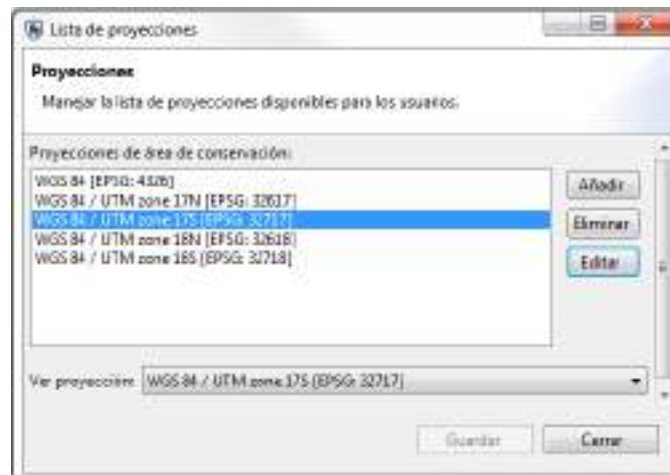 Lista de proyecciones
Proyecciones
Manejar la lista de proyecciones disponibles para los usuarios.
Proyecciones de área de conservación:
WGS 84 [EPSG: 4326]
WGS 84 / UTM zone 17N [EPSG: 32617]
WGS 84 / UTM zone 17S [EPSG: 32717]
WGS 84 / UTM zone 18N [EPSG: 32618]
WGS 84 / UTM zone 18S [EPSG: 32718]
Añadir
Eliminar
Editar
Ver proyección: WGS 84 / UTM zone 17S [EPSG: 32717]
Guardar
Cerrar